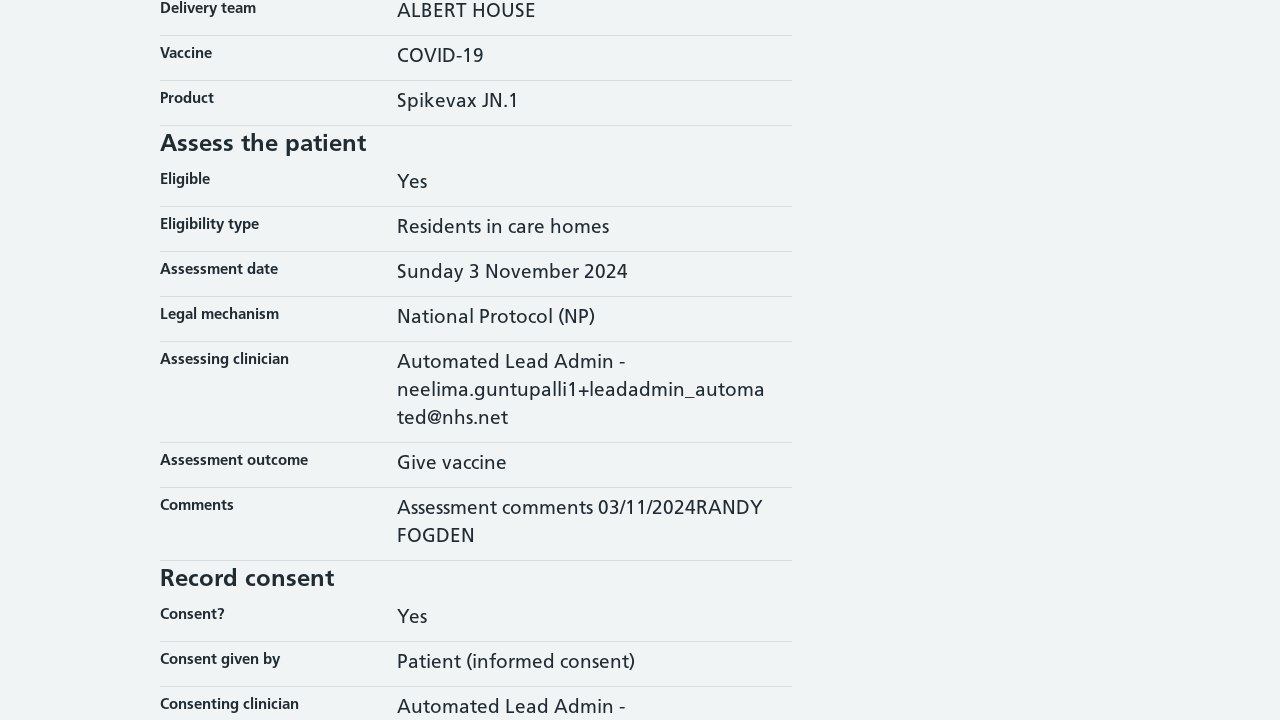 Delivery team ALBERT HOUSE
Vaccine COVID-19
Product Spikevax JN.1
Assess the patient
Eligible Yes
Eligibility type Residents in care homes
Assessment date Sunday 3 November 2024
Legal mechanism National Protocol (NP)
Assessing clinician Automated Lead Admin -
neelima.guntupalli1+leadadmin_automa
ted@nhs.net
Assessment outcome Give vaccine
Comments Assessment comments 03/11/2024RANDY
FOGDEN
Record consent
Consent? Yes
Consent given by Patient (informed consent)
Consenting clinician Automated Lead Admin -